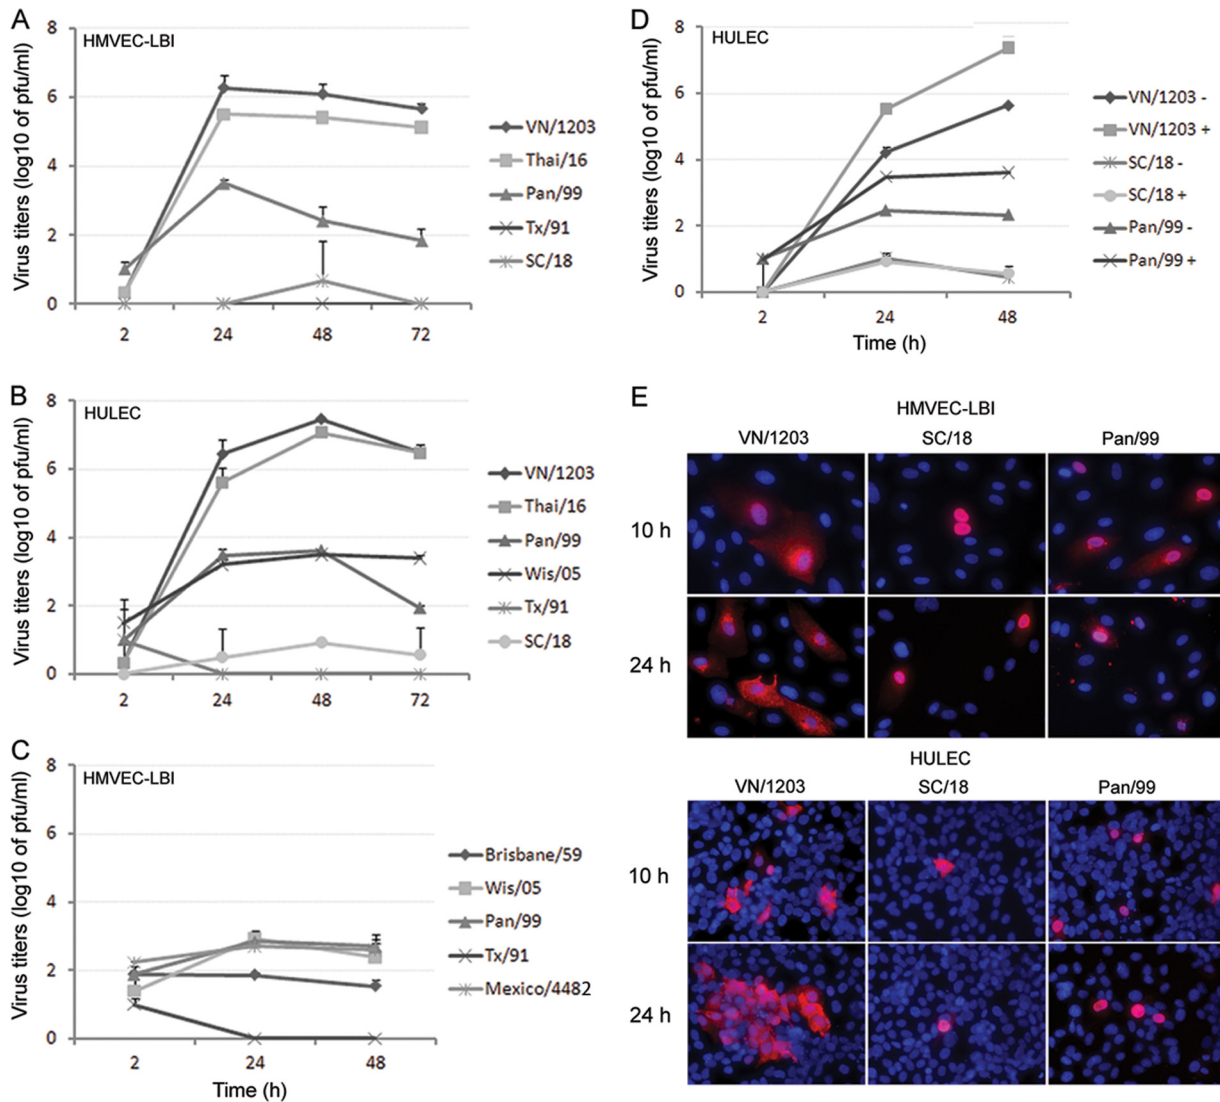 A
HMVEC-LBI
Virus titers (log10 of pfu/ml)
8
6
4
2
0
2 24 48 72
VN/1203
Thai/16
Pan/99
Tx/91
SC/18
B
HULEC
Virus titers (log10 of pfu/ml)
8
6
4
2
0
2 24 48 72
VN/1203
Thai/16
Pan/99
Wis/05
Tx/91
SC/18
C
HMVEC-LBI
Virus titers (log10 of pfu/ml)
8
6
4
2
0
2 24 48
Time (h)
Brisbane/59
Wis/05
Pan/99
Tx/91
Mexico/4482
D
HULEC
Virus titers (log10 of pfu/ml)
8
6
4
2
0
2 24 48
Time (h)
VN/1203 -
VN/1203 +
SC/18 -
SC/18 +
Pan/99 -
Pan/99 +
E
HMVEC-LBI
VN/1203 SC/18 Pan/99
10 h
24 h
HULEC
VN/1203 SC/18 Pan/99
10 h
24 h